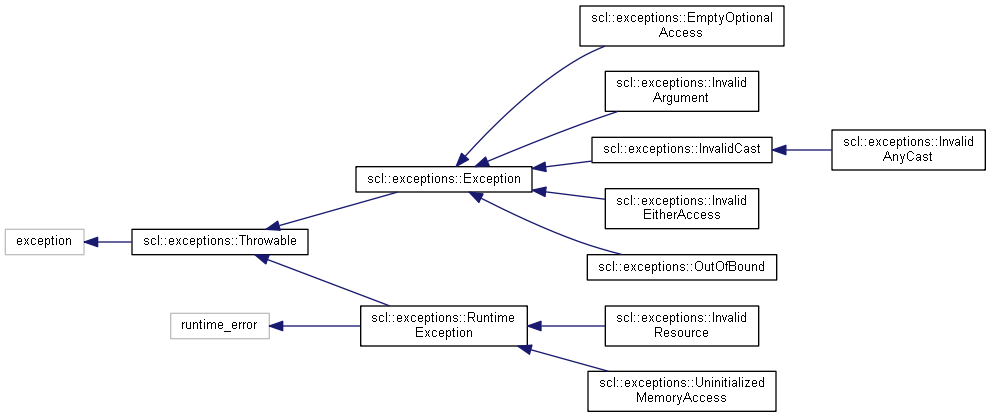 scl::exceptions::EmptyOptional
Access
scl::exceptions::Invalid
Argument
scl::exceptions::InvalidCast
scl::exceptions::Invalid
AnyCast
scl::exceptions::Exception
scl::exceptions::Invalid
EitherAccess
exception
scl::exceptions::Throwable
scl::exceptions::OutOfBound
runtime_error
scl::exceptions::Runtime
Exception
scl::exceptions::Invalid
Resource
scl::exceptions::Uninitialized
MemoryAccess